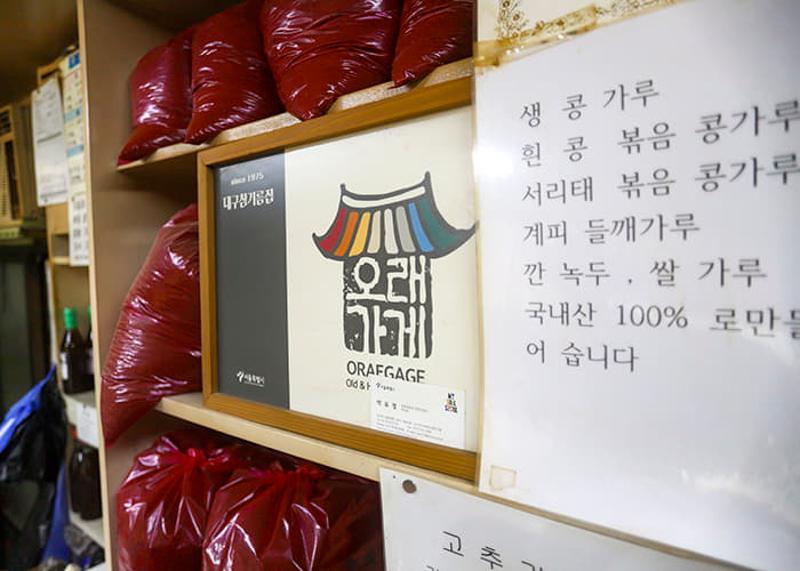 since 1975
대구참기름집
오래
가게
ORAEGAGE
Old & H
서울특별시
생 콩 가루
흰 콩 볶음 콩가루
서리태 볶음 콩가루
계피 들깨가루
깐 녹두 , 쌀 가루
국내산 100% 로만들
어 습니다
고 추